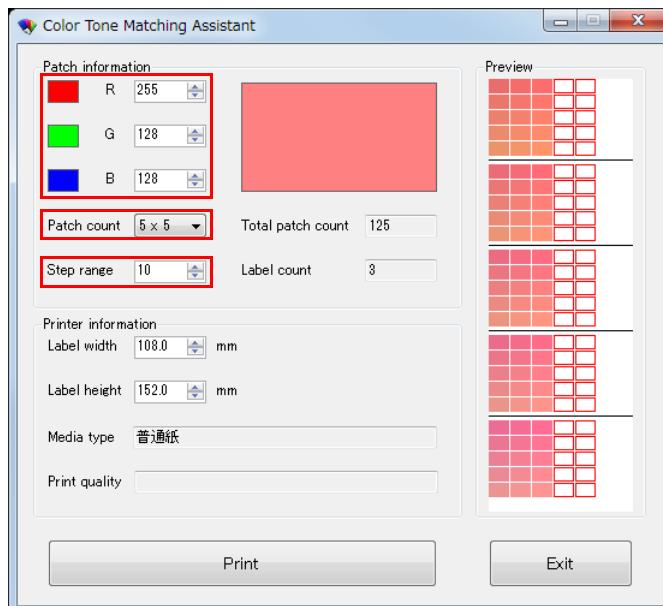 Color Tone Matching Assistant
Patch information
R 255
G 128
B 128
Patch count 5 x 5
Total patch count 125
Step range 10
Label count 3
Printer information
Label width 108.0 mm
Label height 152.0 mm
Media type 普通紙
Print quality
Print
Preview
Exit